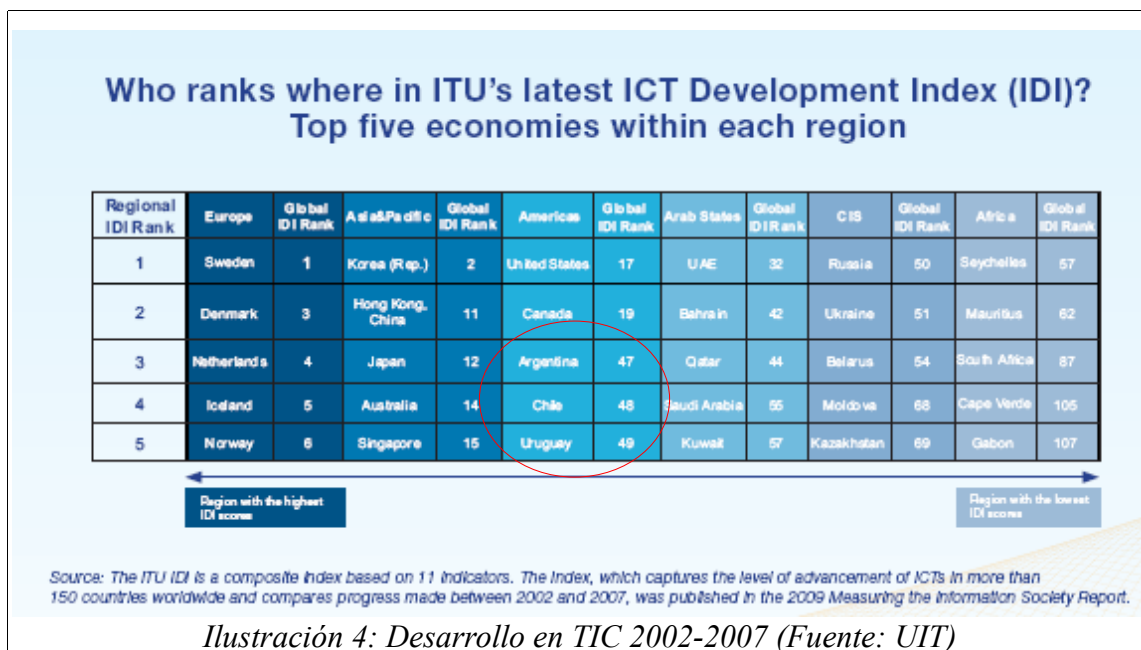 Who ranks where in ITU's latest ICT Development Index (IDI)?
Top five economies within each region
Regional IDI Rank Europe Global IDI Rank Asia&Pacific Global IDI Rank Americas Global IDI Rank Arab States Global IDI Rank CIS Global IDI Rank Africa Global IDI Rank
1 Sweden 1 Korea (Rep.) 2 United States 17 UAE 32 Russia 50 Seychelles 57
2 Denmark 3 Hong Kong, China 11 Canada 19 Bahrain 42 Ukraine 51 Mauritius 62
3 Netherlands 4 Japan 12 Argentina 47 Qatar 44 Belarus 54 South Africa 87
4 Iceland 5 Australia 14 Chile 48 Saudi Arabia 55 Moldova 68 Cape Verde 105
5 Norway 6 Singapore 15 Uruguay 49 Kuwait 57 Kazakhstan 69 Gabon 107
Region with the highest
IDI scores
Region with the lowest
IDI scores
Source: The ITU IDI is a composite index based on 11 indicators. The Index, which captures the level of advancement of ICTs in more than
150 countries worldwide and compares progress made between 2002 and 2007, was published in the 2009 Measuring the Information Society Report.
Ilustración 4: Desarrollo en TIC 2002-2007 (Fuente: UIT)